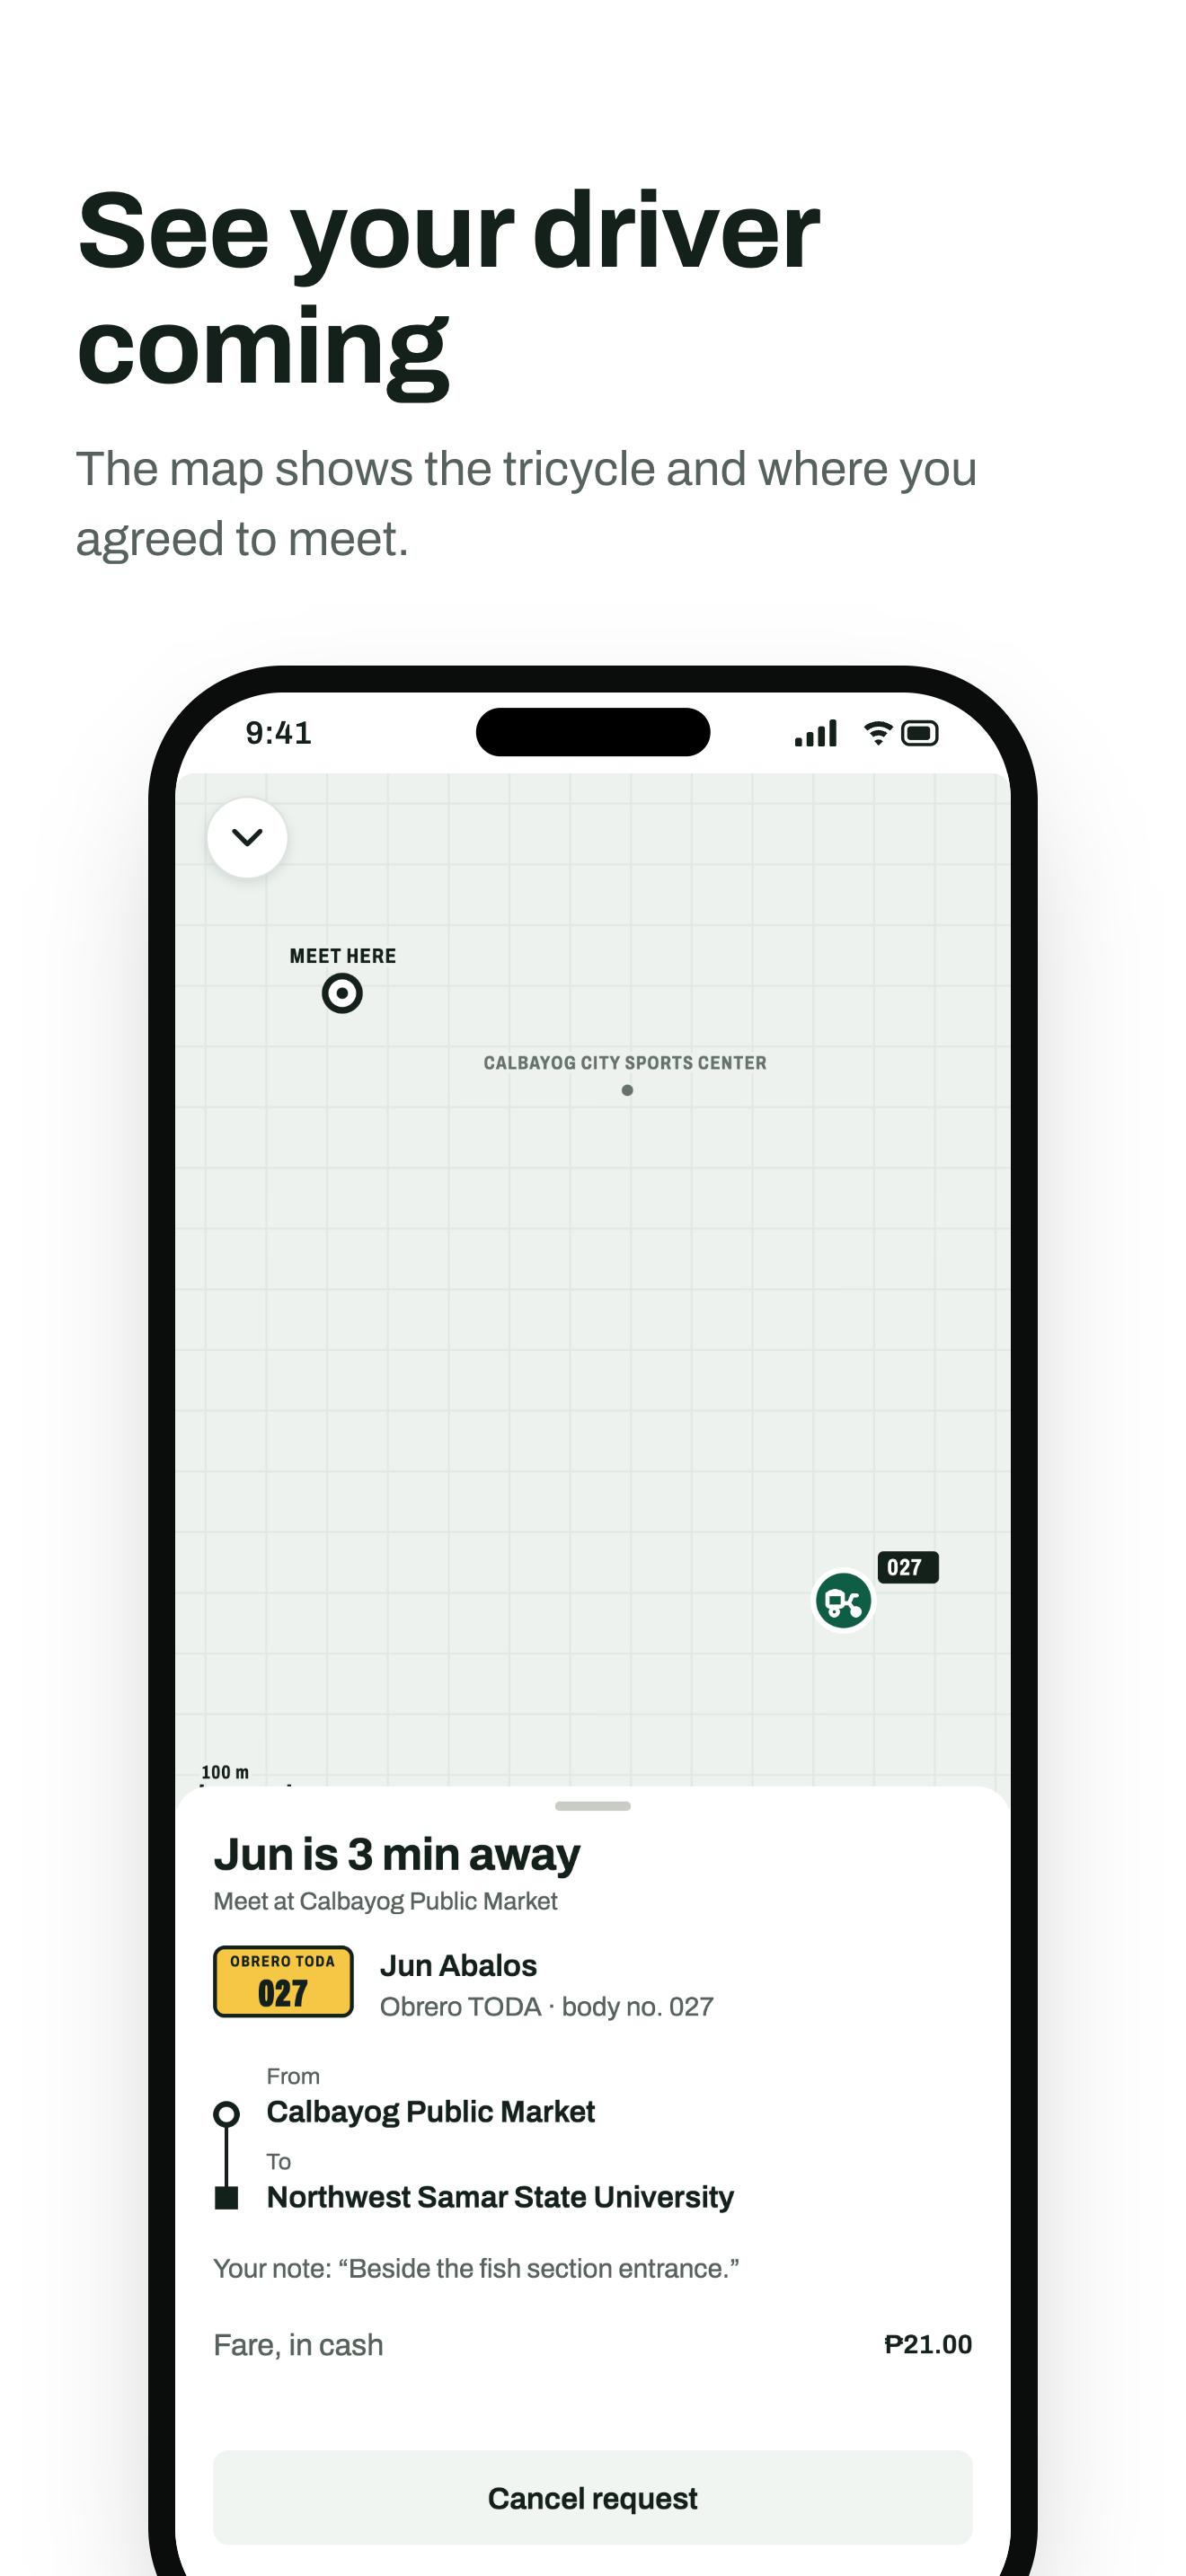 See your driver
coming
The map shows the tricycle and where you
agreed to meet.
9:41
MEET HERE
CALBAYOG CITY SPORTS CENTER
027
100 m
Jun is 3 min away
Meet at Calbayog Public Market
OBRERO TODA
027
Jun Abalos
Obrero TODA · body no. 027
From
Calbayog Public Market
To
Northwest Samar State University
Your note: “Beside the fish section entrance.”
Fare, in cash
₱21.00
Cancel request